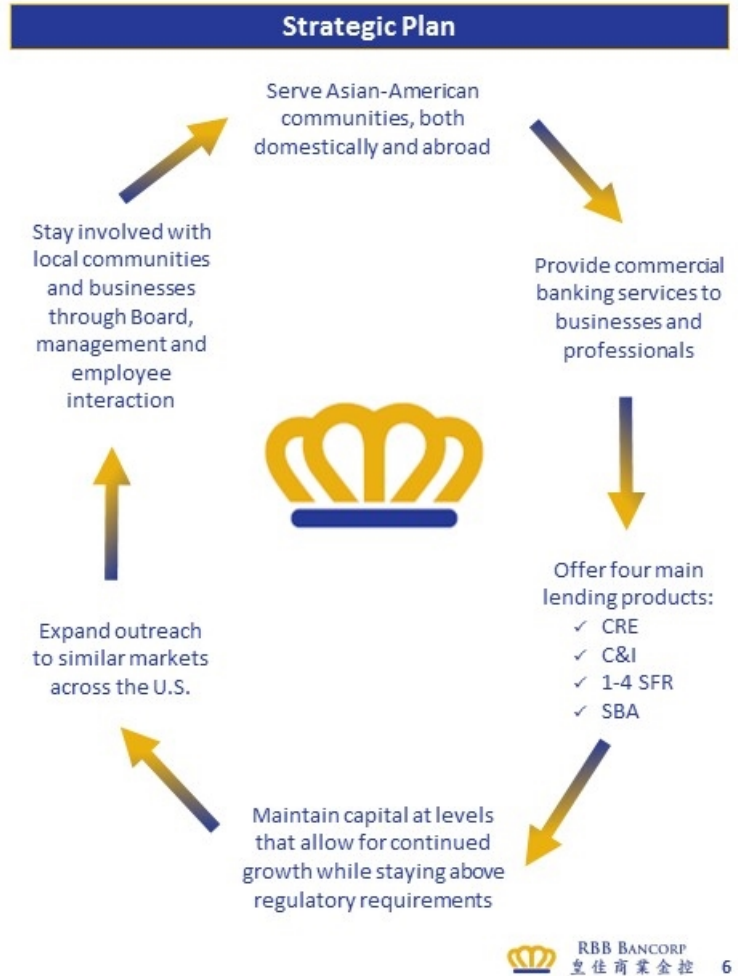 Strategic Plan
Serve Asian-American
communities, both
domestically and abroad
Provide commercial
banking services to
businesses and
professionals
Offer four main
lending products:
✓ CRE
✓ C&I
✓ 1-4 SFR
✓ SBA
Maintain capital at levels
that allow for continued
growth while staying above
regulatory requirements
Expand outreach
to similar markets
across the U.S.
Stay involved with
local communities
and businesses
through Board,
management and
employee
interaction
RBB BANCORP
皇佳商業金控
6